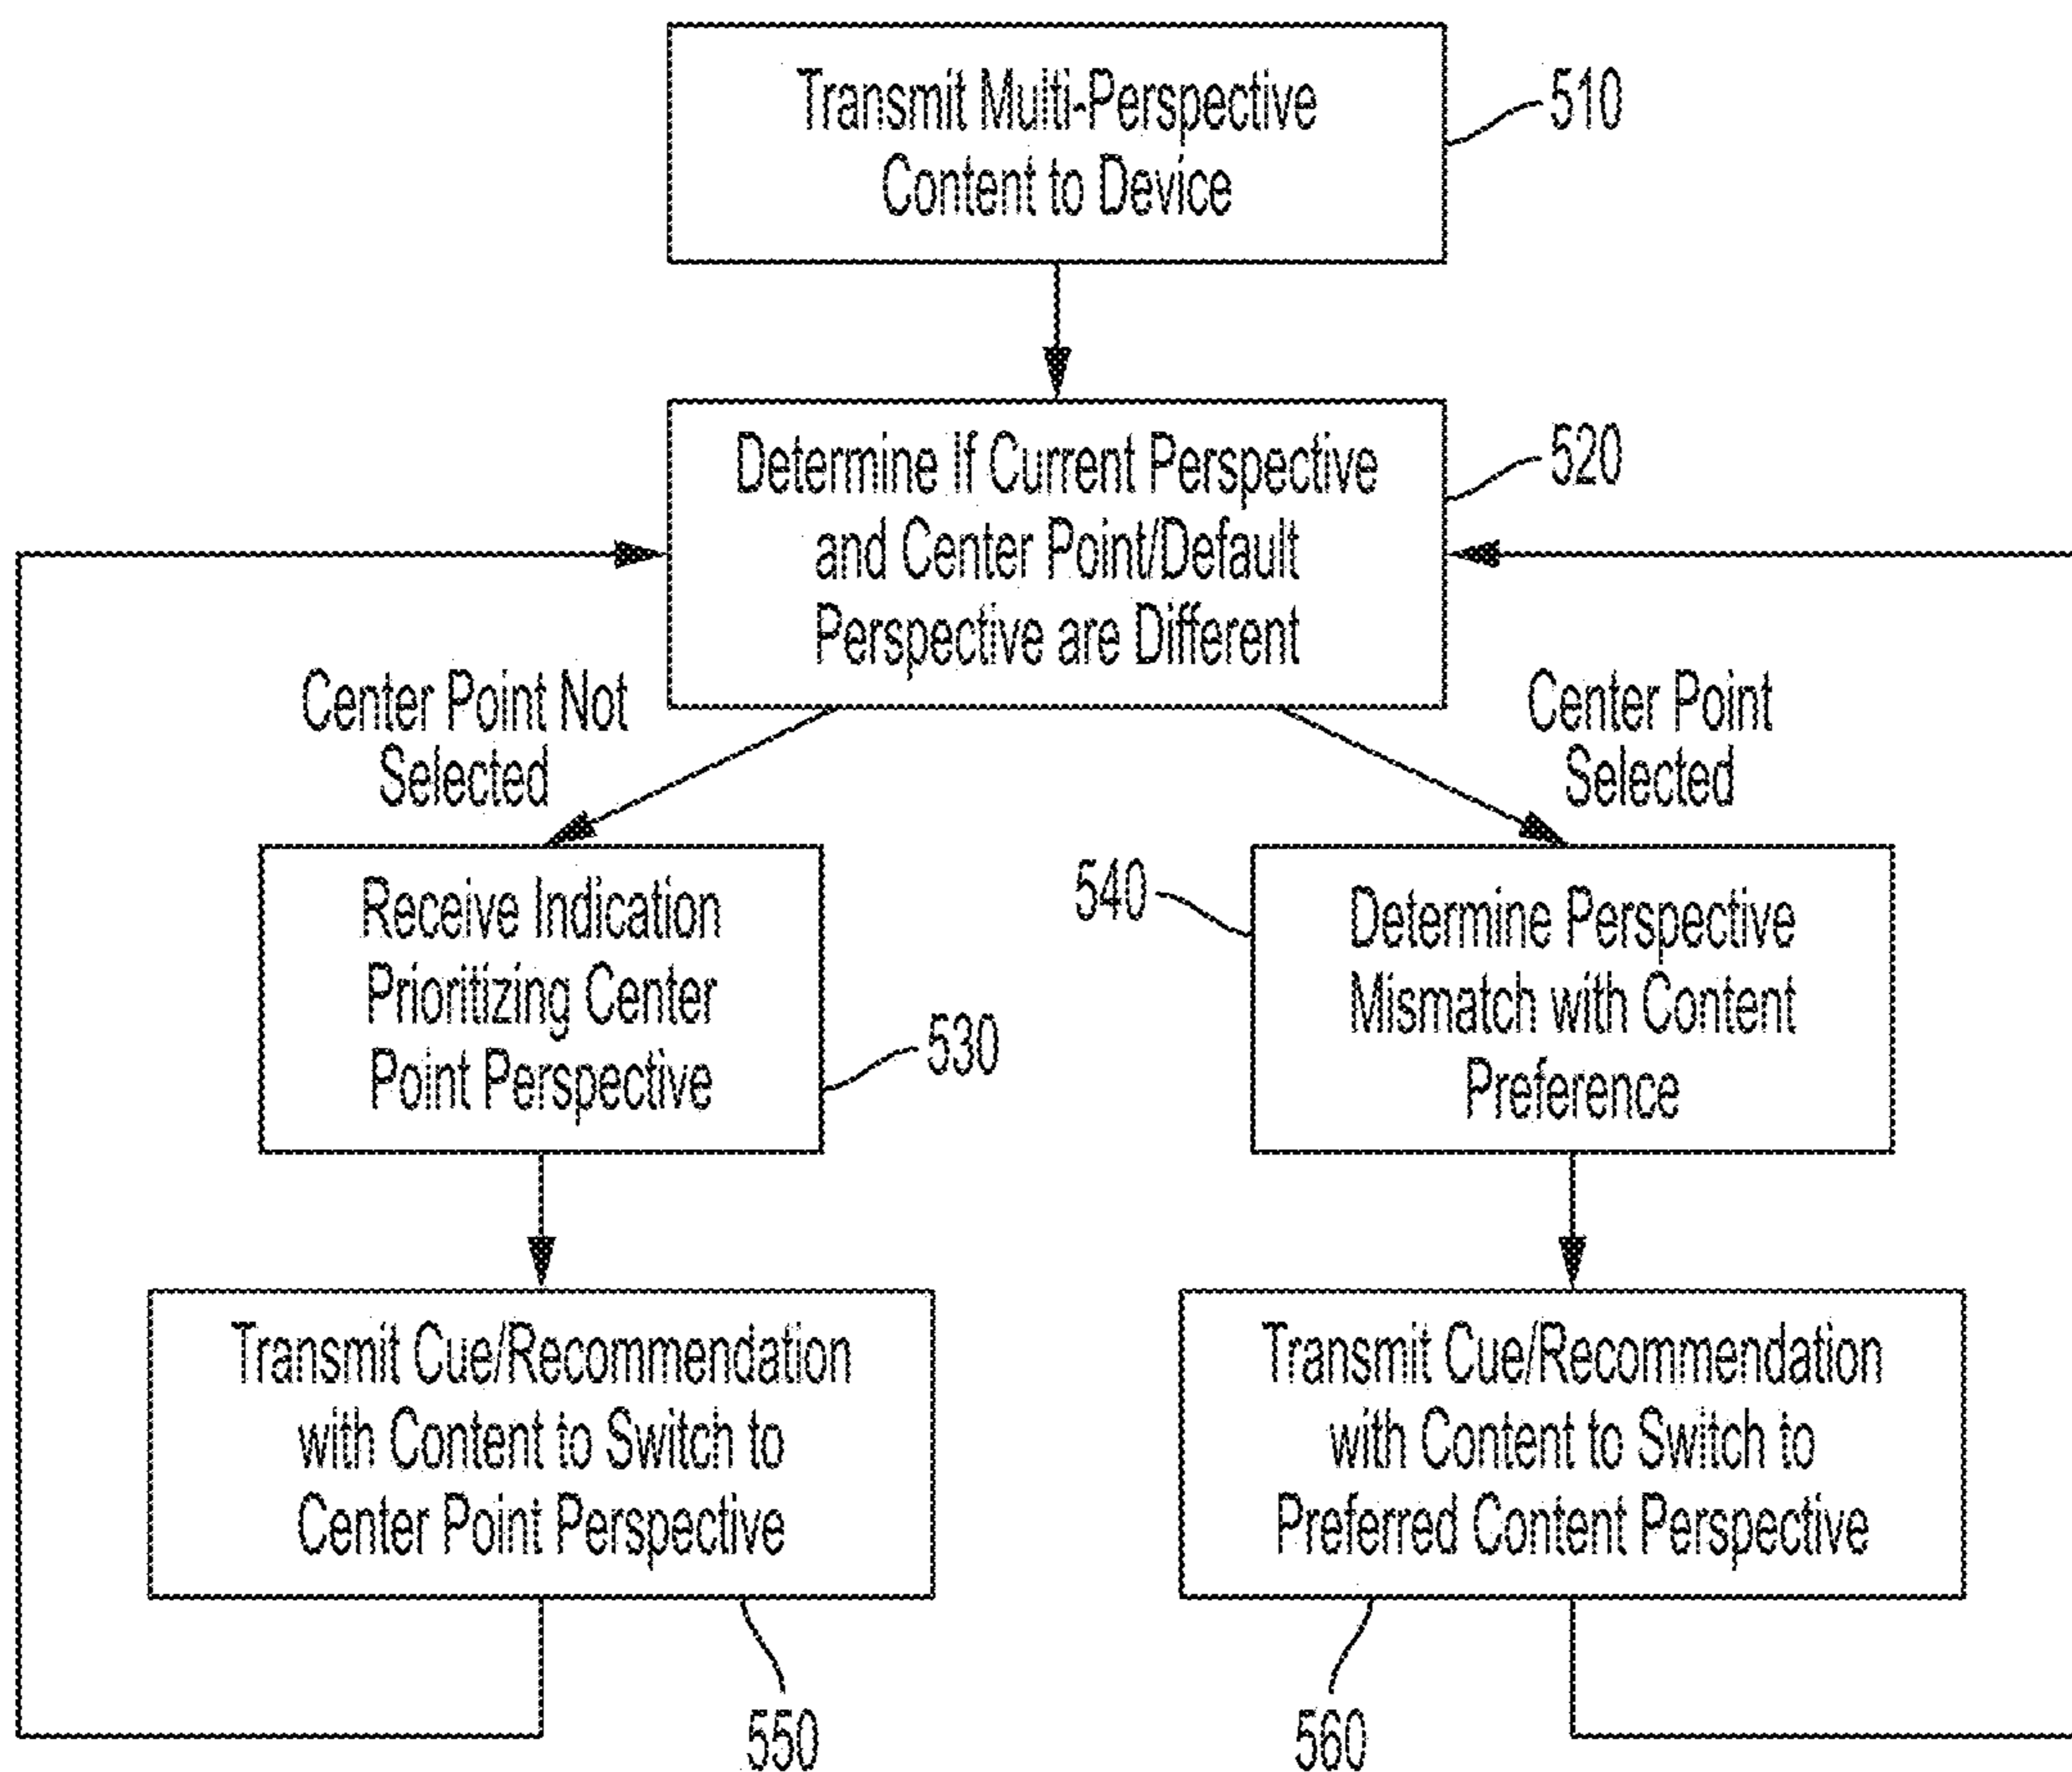 Transmit Multi-Perspective
Content to Device
510
Determine If Current Perspective
and Center Point/Default
Perspective are Different
520
Center Point Not
Selected
Center Point
Selected
Receive Indication
Prioritizing Center
Point Perspective
530
540
Determine Perspective
Mismatch with Content
Preference
Transmit Cue/Recommendation
with Content to Switch to
Center Point Perspective
550
Transmit Cue/Recommendation
with Content to Switch to
Preferred Content Perspective
560